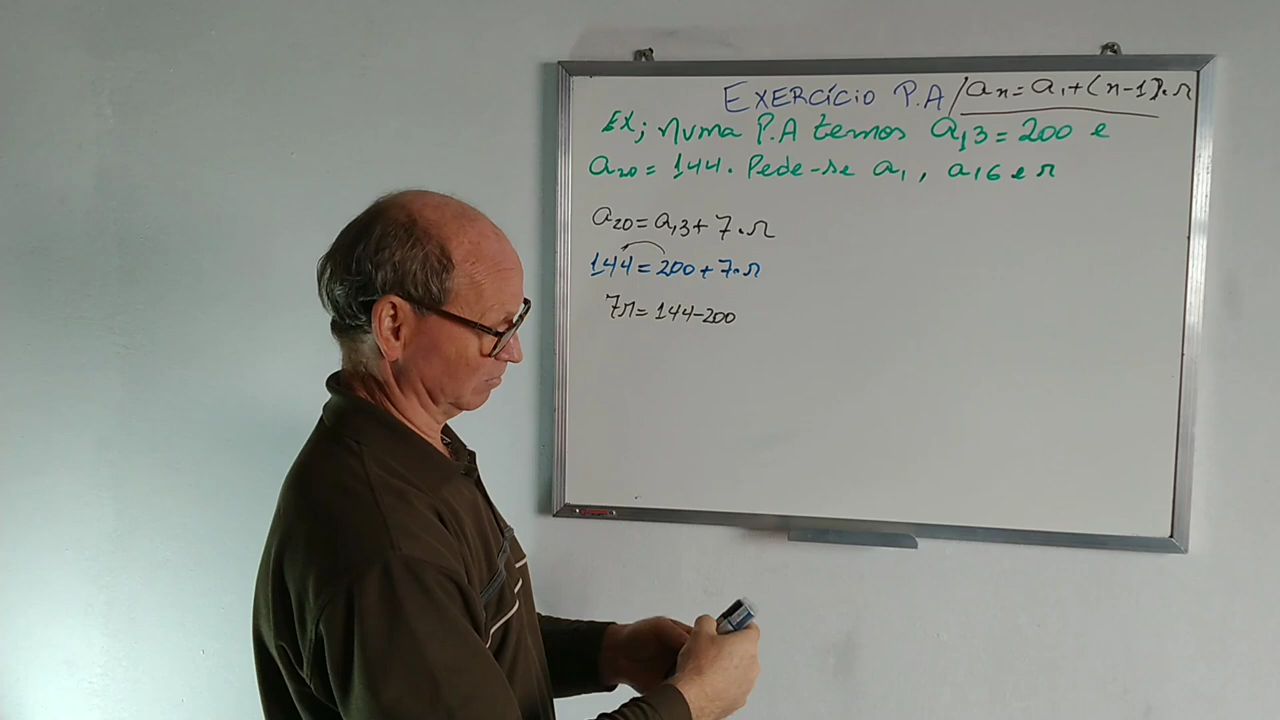 EXERCÍCIO P.A / an = a1 + (n-1).r
Ex; numa P.A temos a13 = 200 e
a20 = 144. Pede-se a1, a16 e r
a20 = a13 + 7.r
144 = 200 + 7.r
7r = 144-200